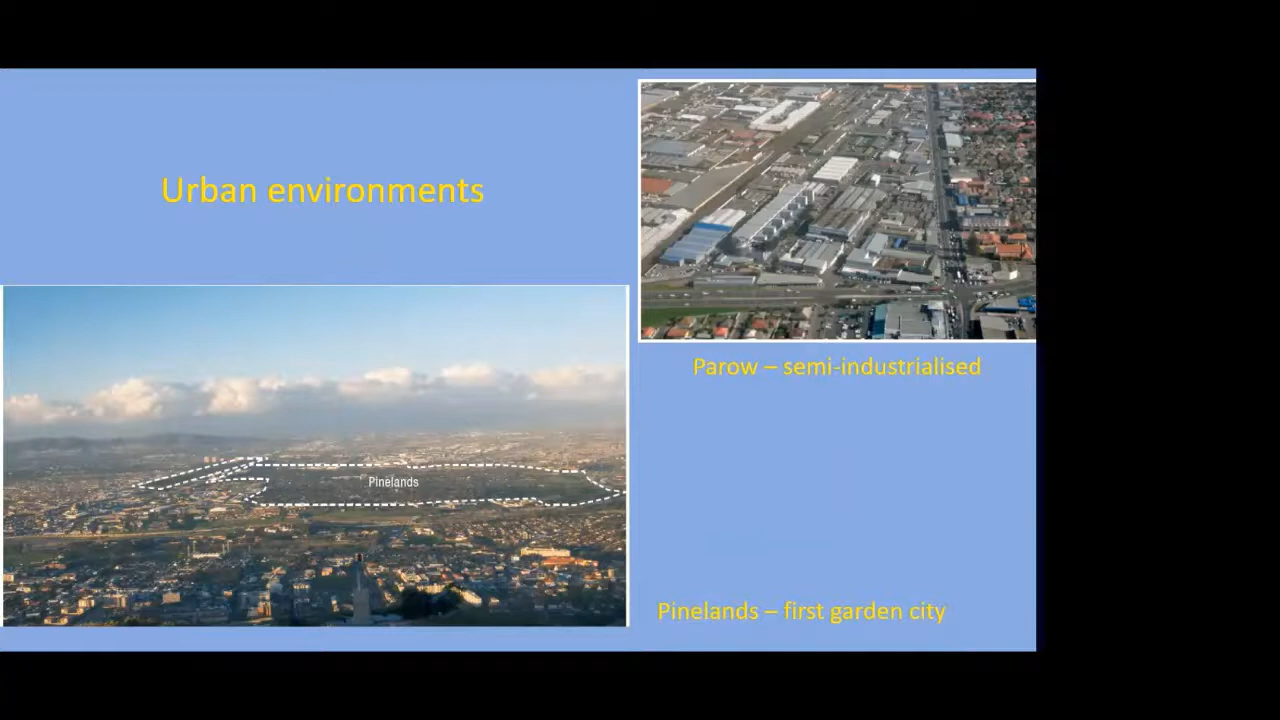 Urban environments
Parow – semi-industrialised
Pinelands
Pinelands – first garden city